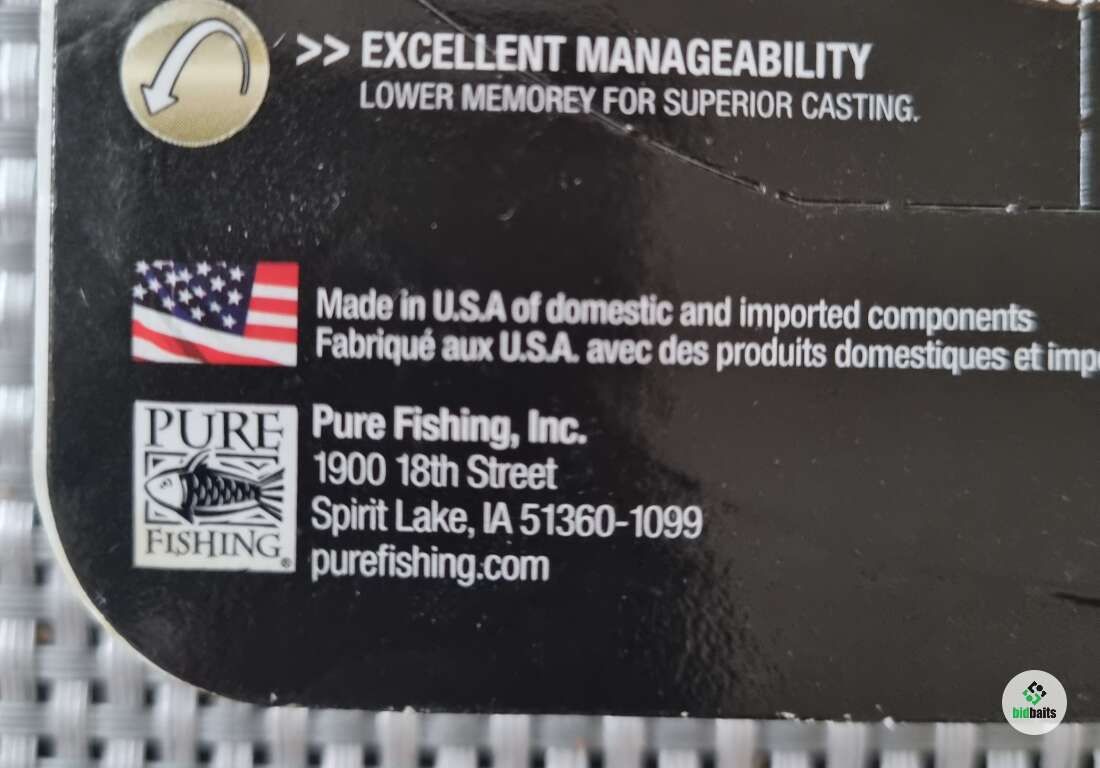 >> EXCELLENT MANAGEABILITY
LOWER MEMOREY FOR SUPERIOR CASTING.
Made in U.S.A of domestic and imported components
Fabriqué aux U.S.A. avec des produits domestiques et imp
PURE
FISHING®
Pure Fishing, Inc.
1900 18th Street
Spirit Lake, IA 51360-1099
purefishing.com
bidbaits